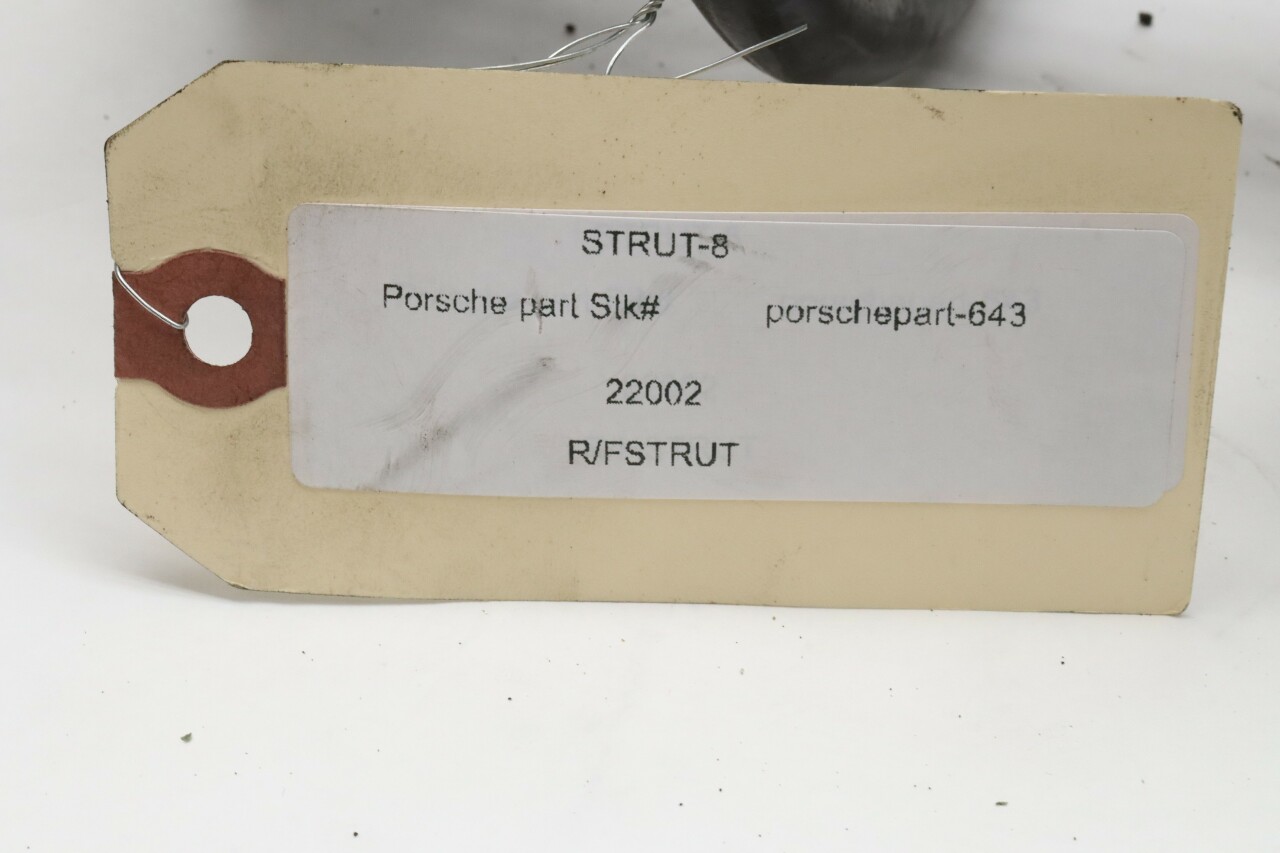 STRUT-8
Porsche part Stk# porschepart-643
22002
R/FSTRUT